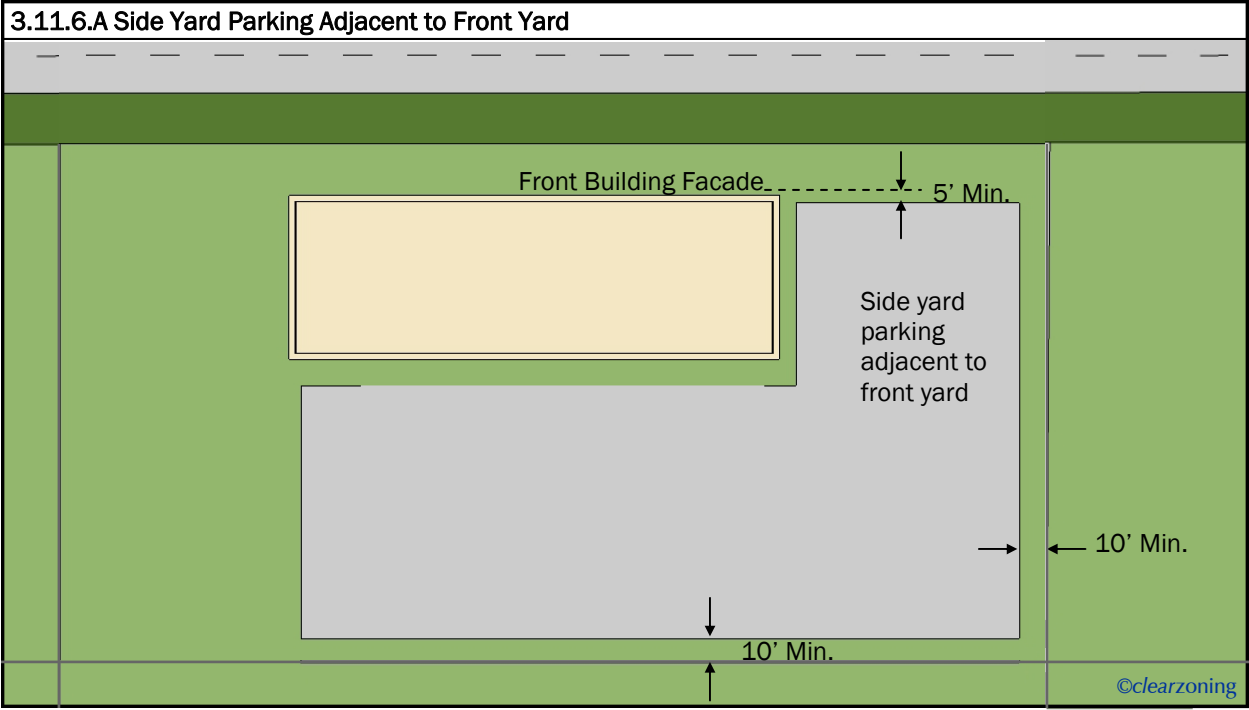 3.11.6.A Side Yard Parking Adjacent to Front Yard
Front Building Facade
5’ Min.
Side yard
parking
adjacent to
front yard
10’ Min.
10’ Min.
©clearzoning